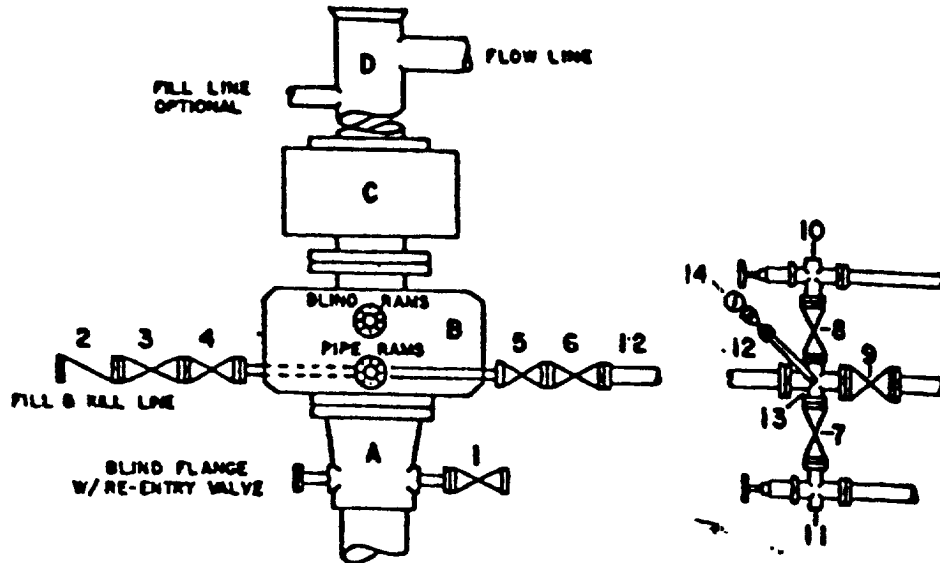 D
FLOW LINE
FILL LINE
OPTIONAL
C
BLIND RAMS
B
PIPE RAMS
2 3 4
5 6 12
FILL & KILL LINE
A
1
BLIND FLANGE
W/ RE-ENTRY VALVE
10
14
8
12
9
13
7
11